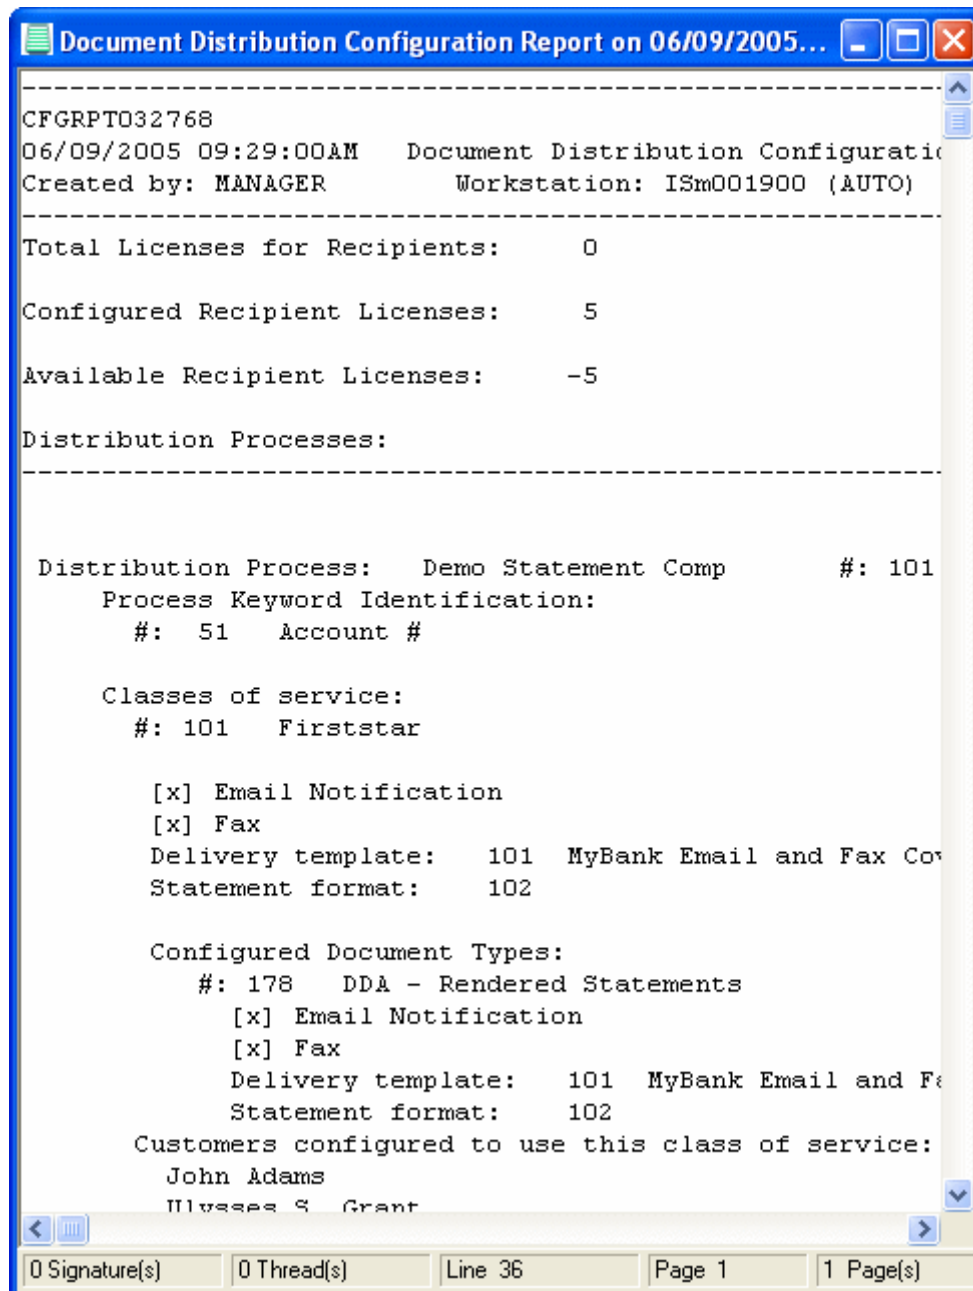 Document Distribution Configuration Report on 06/09/2005...
CFGRPT032768
06/09/2005 09:29:00AM Document Distribution Configuratio
Created by: MANAGER Workstation: ISm001900 (AUTO)
Total Licenses for Recipients: 0
Configured Recipient Licenses: 5
Available Recipient Licenses: -5
Distribution Processes:
Distribution Process: Demo Statement Comp #: 101
Process Keyword Identification:
#: 51 Account #
Classes of service:
#: 101 Firststar
[x] Email Notification
[x] Fax
Delivery template: 101 MyBank Email and Fax Cov
Statement format: 102
Configured Document Types:
#: 178 DDA - Rendered Statements
[x] Email Notification
[x] Fax
Delivery template: 101 MyBank Email and Fa
Statement format: 102
Customers configured to use this class of service:
John Adams
Ulysses S. Grant
0 Signature(s) 0 Thread(s) Line 36 Page 1 1 Page(s)